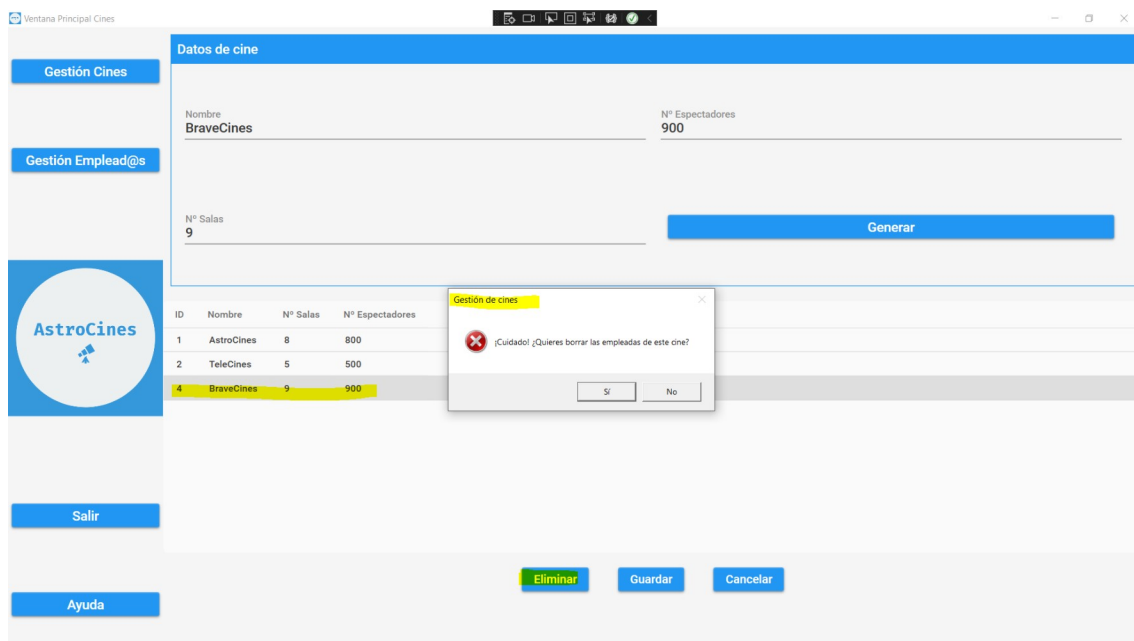 Ventana Principal Cines
Gestión Cines
Gestión Emplead@s
AstroCines
Salir
Ayuda
Datos de cine
Nombre
BraveCines
Nº Espectadores
900
Nº Salas
9
Generar
ID Nombre Nº Salas Nº Espectadores
1 AstroCines 8 800
2 TeleCines 5 500
4 BraveCines 9 900
Gestión de cines
¡Cuidado! ¿Quieres borrar las empleadas de este cine?
Sí No
Eliminar Guardar Cancelar